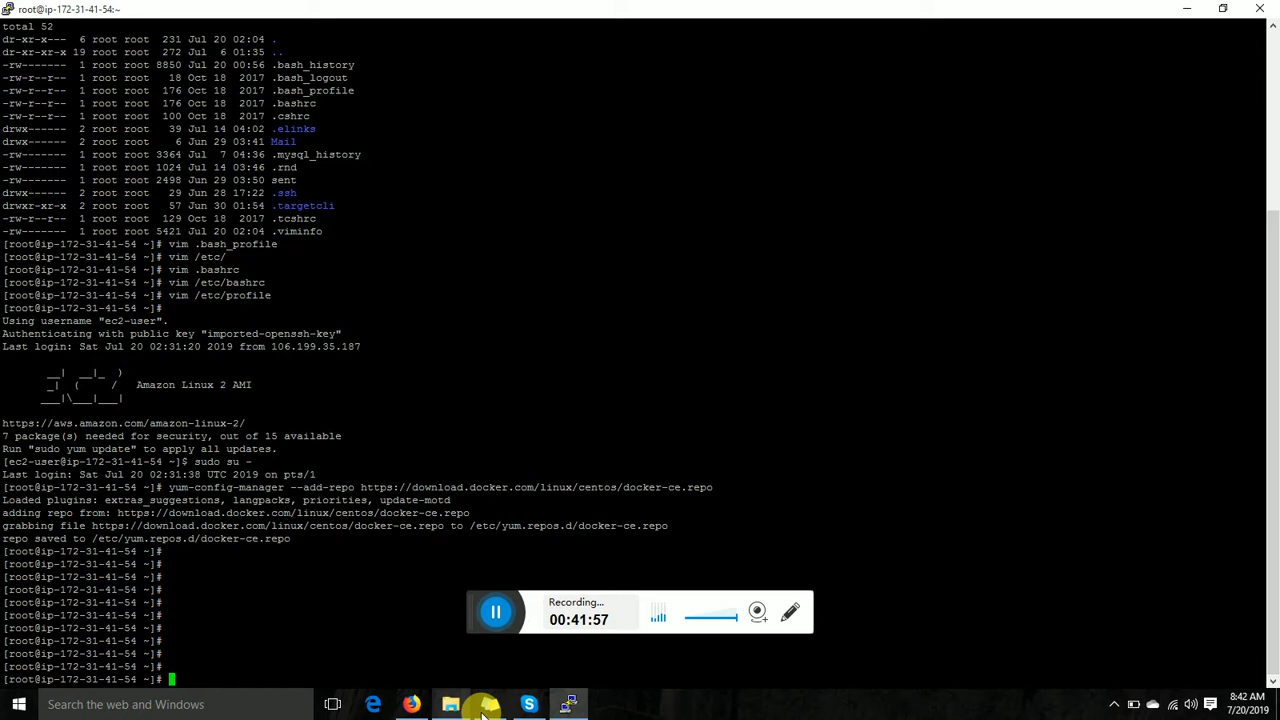 root@ip-172-31-41-54:~
total 52
dr-xr-x---  6 root root  231 Jul 20 02:04 .
dr-xr-xr-x 19 root root  272 Jul  6 01:35 ..
-rw-------  1 root root 8850 Jul 20 00:56 .bash_history
-rw-r--r--  1 root root   18 Oct 18  2017 .bash_logout
-rw-r--r--  1 root root  176 Oct 18  2017 .bash_profile
-rw-r--r--  1 root root  176 Oct 18  2017 .bashrc
-rw-r--r--  1 root root  100 Oct 18  2017 .cshrc
drwx------  2 root root   39 Jul 14 04:02 .elinks
drwx------  2 root root    6 Jun 29 03:41 Mail
-rw-------  1 root root 3364 Jul  7 04:36 .mysql_history
-rw-------  1 root root 1024 Jul 14 03:46 .rnd
-rw-------  1 root root 2498 Jun 29 03:50 sent
drwx------  2 root root   29 Jun 28 17:22 .ssh
drwxr-xr-x  2 root root   57 Jun 30 01:54 .targetcli
-rw-r--r--  1 root root  129 Oct 18  2017 .tcshrc
-rw-------  1 root root 5421 Jul 20 02:04 .viminfo
[root@ip-172-31-41-54 ~]# vim .bash_profile
[root@ip-172-31-41-54 ~]# vim /etc/
[root@ip-172-31-41-54 ~]# vim .bashrc
[root@ip-172-31-41-54 ~]# vim /etc/bashrc
[root@ip-172-31-41-54 ~]# vim /etc/profile
[root@ip-172-31-41-54 ~]#
Using username "ec2-user".
Authenticating with public key "imported-openssh-key"
Last login: Sat Jul 20 02:31:20 2019 from 106.199.35.187
       __|  __|_  )
       _|  (     /   Amazon Linux 2 AMI
      ___|\___|___|
https://aws.amazon.com/amazon-linux-2/
7 package(s) needed for security, out of 15 available
Run "sudo yum update" to apply all updates.
[ec2-user@ip-172-31-41-54 ~]$ sudo su -
Last login: Sat Jul 20 02:31:38 UTC 2019 on pts/1
[root@ip-172-31-41-54 ~]# yum-config-manager --add-repo https://download.docker.com/linux/centos/docker-ce.repo
Loaded plugins: extras_suggestions, langpacks, priorities, update-motd
adding repo from: https://download.docker.com/linux/centos/docker-ce.repo
grabbing file https://download.docker.com/linux/centos/docker-ce.repo to /etc/yum.repos.d/docker-ce.repo
repo saved to /etc/yum.repos.d/docker-ce.repo
[root@ip-172-31-41-54 ~]#
[root@ip-172-31-41-54 ~]#
[root@ip-172-31-41-54 ~]#
[root@ip-172-31-41-54 ~]#
[root@ip-172-31-41-54 ~]#
[root@ip-172-31-41-54 ~]#
[root@ip-172-31-41-54 ~]#
[root@ip-172-31-41-54 ~]#
[root@ip-172-31-41-54 ~]#
[root@ip-172-31-41-54 ~]#
[root@ip-172-31-41-54 ~]#
Recording...
00:41:57
Search the web and Windows
8:42 AM
7/20/2019